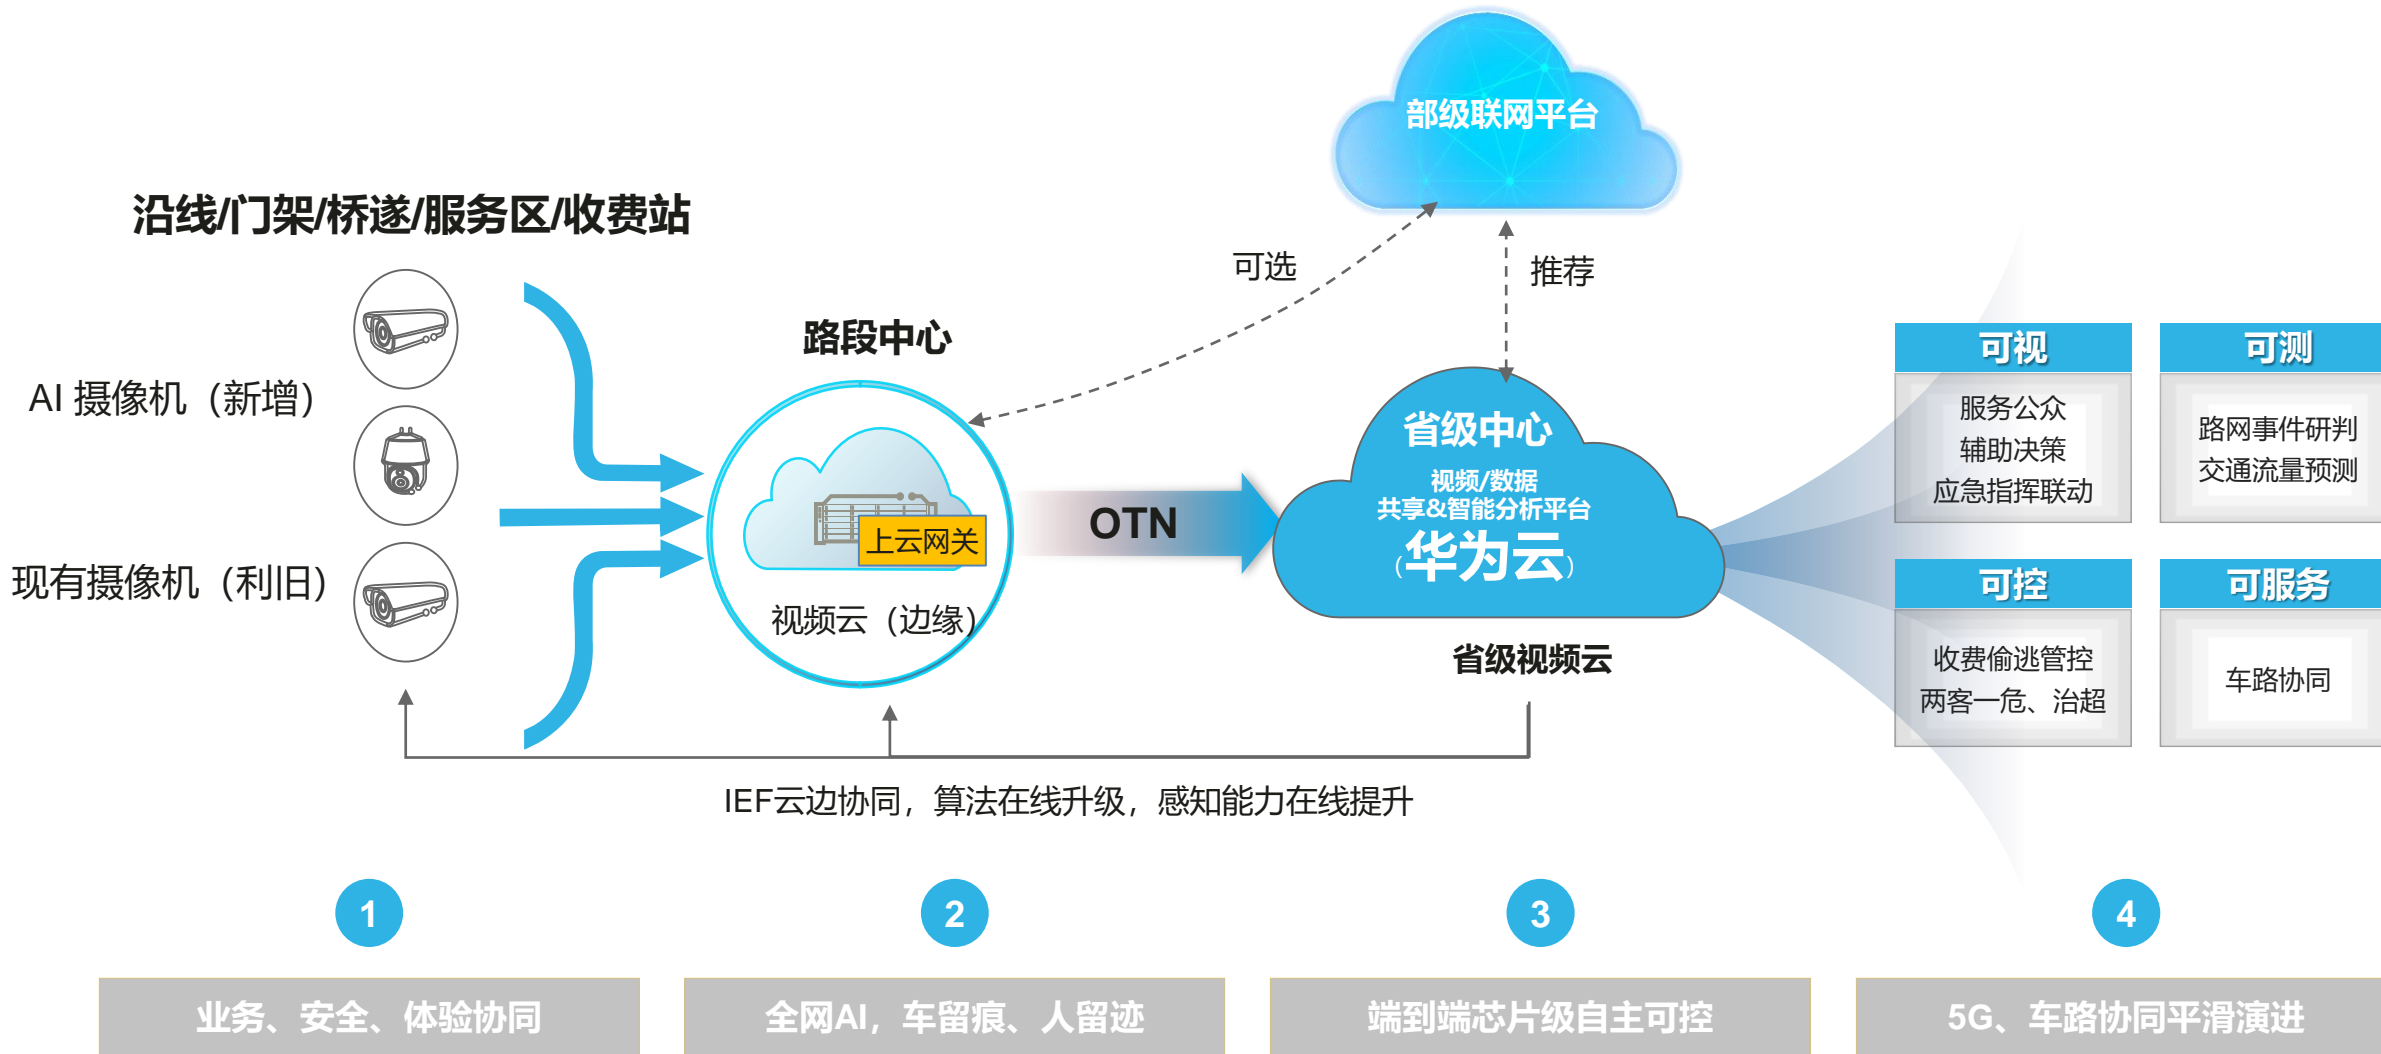 部级联网平台
沿线/门架/桥遂/服务区/收费站
可选
推荐
AI 摄像机（新增）
现有摄像机（利旧）
路段中心
上云网关
视频云（边缘）
OTN
省级中心
视频/数据
共享&智能分析平台
（华为云）
省级视频云
可视
服务公众
辅助决策
应急指挥联动
可测
路网事件研判
交通流量预测
可控
收费偷逃管控
两客一危、治超
可服务
车路协同
IEF云边协同，算法在线升级，感知能力在线提升
1
2
3
4
业务、安全、体验协同
全网AI，车留痕、人留迹
端到端芯片级自主可控
5G、车路协同平滑演进